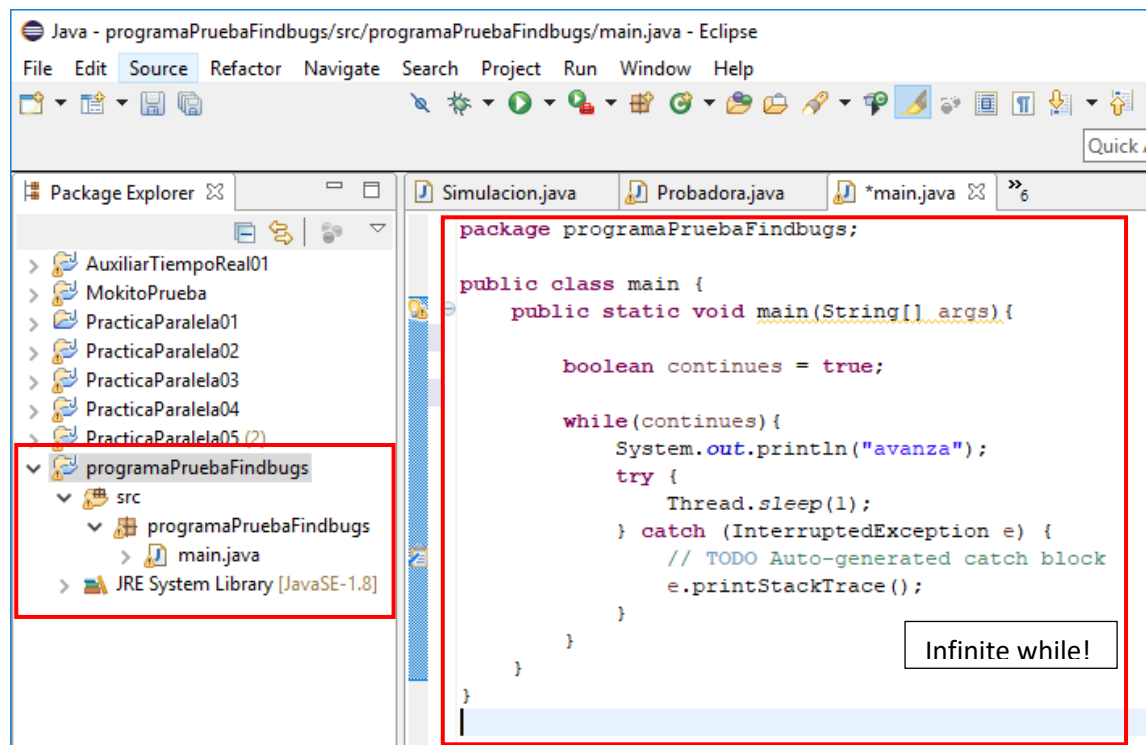 Java - programaPruebaFindbugs/src/programaPruebaFindbugs/main.java - Eclipse
File Edit Source Refactor Navigate Search Project Run Window Help
Quick
Package Explorer
AuxiliarTiempoReal01
MokitoPrueba
PracticaParalela01
PracticaParalela02
PracticaParalela03
PracticaParalela04
PracticaParalela05 (2)
programaPruebaFindbugs
src
programaPruebaFindbugs
main.java
JRE System Library [JavaSE-1.8]
Simulacion.java Probadora.java *main.java »6
package programaPruebaFindbugs;
public class main {
public static void main(String[] args){
boolean continues = true;
while(continues){
System.out.println("avanza");
try {
Thread.sleep(1);
} catch (InterruptedException e) {
// TODO Auto-generated catch block
e.printStackTrace();
}
}
}
}
Infinite while!